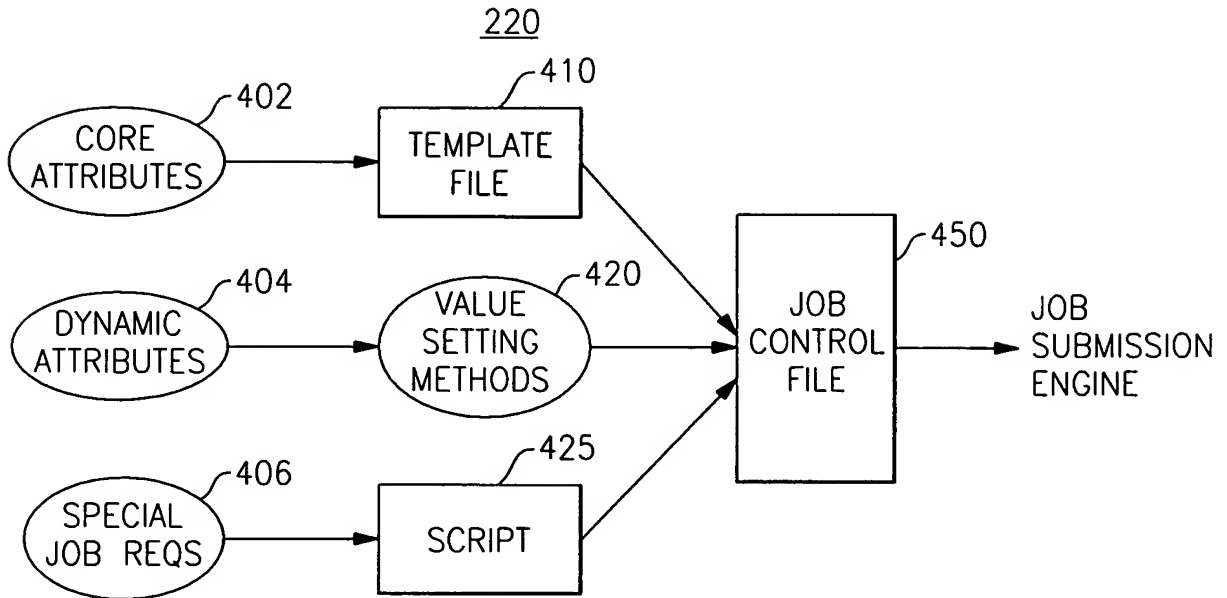 220
402
CORE
ATTRIBUTES
410
TEMPLATE
FILE
404
DYNAMIC
ATTRIBUTES
420
VALUE
SETTING
METHODS
406
SPECIAL
JOB REQS
425
SCRIPT
450
JOB
CONTROL
FILE
JOB
SUBMISSION
ENGINE